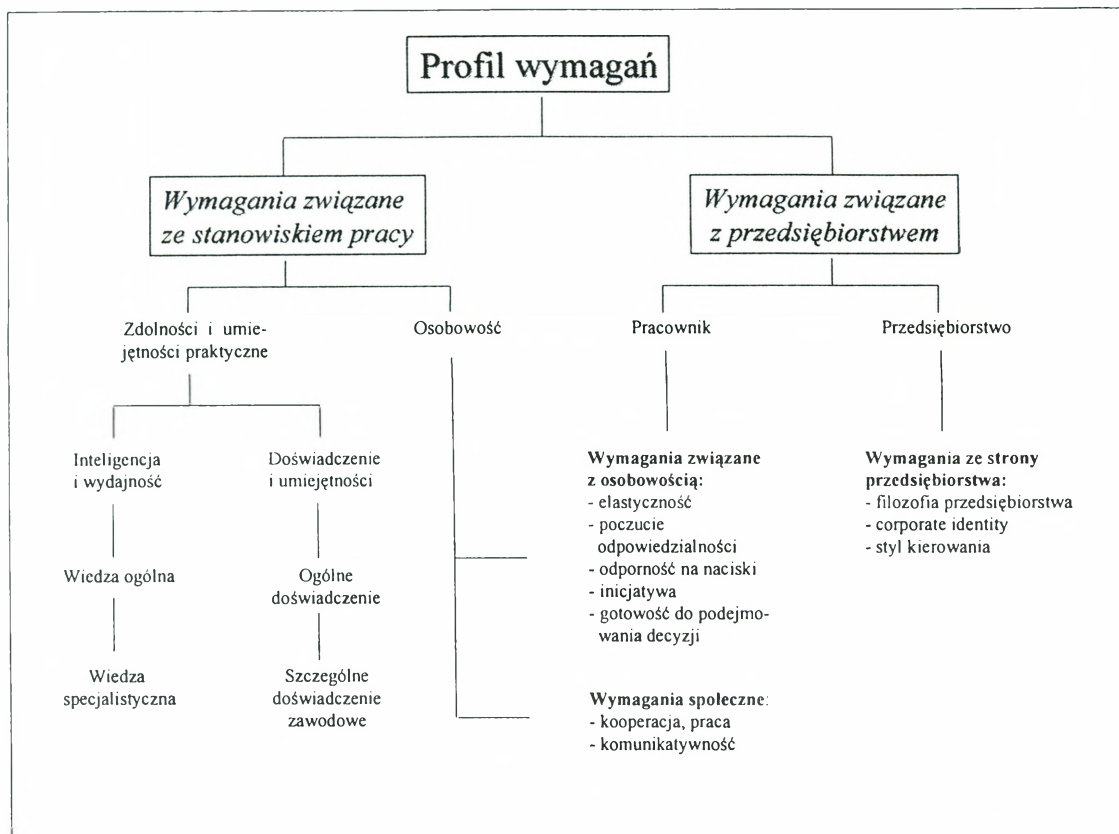 Profil wymagań
Wymagania związane
ze stanowiskiem pracy
Wymagania związane
z przedsiębiorstwem
Zdolności i umie-
jętności praktyczne
Osobowość
Pracownik
Przedsiębiorstwo
Inteligencja
i wydajność
Doświadczenie
i umiejętności
Wiedza ogólna
Ogólne
doświadczenie
Wiedza
specjalistyczna
Szczególne
doświadczenie
zawodowe
Wymagania związane
z osobowością:
- elastyczność
- poczucie
odpowiedzialności
- odporność na naciski
- inicjatywa
- gotowość do podejmo-
wania decyzji
Wymagania społeczne:
- kooperacja, praca
- komunikatywność
Wymagania ze strony
przedsiębiorstwa:
- filozofia przedsiębiorstwa
- corporate identity
- styl kierowania